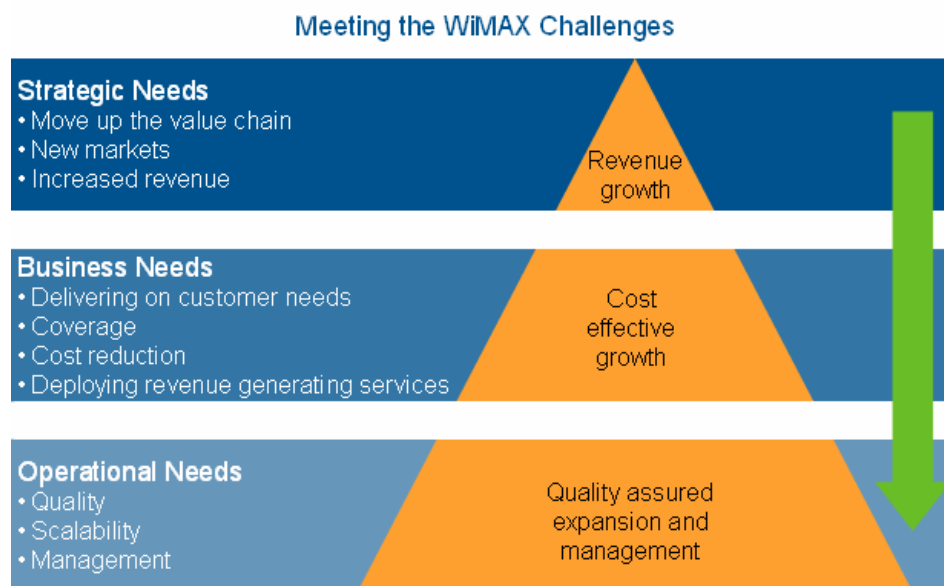 Meeting the WiMAX Challenges
Strategic Needs
• Move up the value chain
• New markets
• Increased revenue
Revenue
growth
Business Needs
• Delivering on customer needs
• Coverage
• Cost reduction
• Deploying revenue generating services
Cost
effective
growth
Operational Needs
• Quality
• Scalability
• Management
Quality assured
expansion and
management